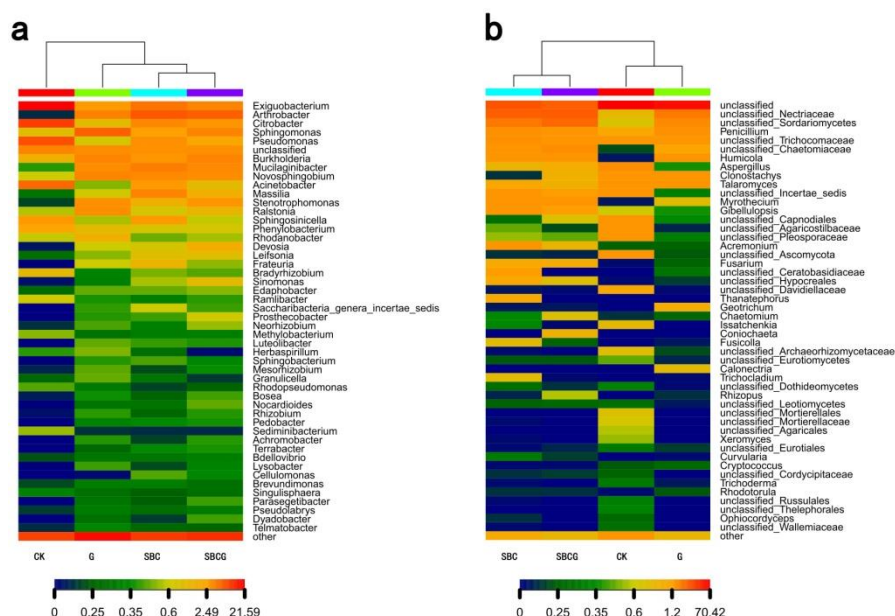 a
Exiguobacterium
Arthrobacter
Citrobacter
Sphingomonas
Pseudomonas
unclassified
Burkholderia
Mucilaginibacter
Novosphingobium
Acinetobacter
Massilia
Stenotrophomonas
Ralstonia
Sphingosinicella
Phenylobacterium
Rhodanobacter
Devosia
Leifsonia
Frateuria
Bradyrhizobium
Sinomonas
Edaphobacter
Ramlibacter
Saccharibacteria_genera_incertae_sedis
Prosthecobacter
Neorhizobium
Methylobacterium
Luteolibacter
Herbaspirillum
Sphingobacterium
Mesorhizobium
Granulicella
Rhodopseudomonas
Bosea
Nocardioides
Rhizobium
Pedobacter
Sediminibacterium
Achromobacter
Terrabacter
Bdellovibrio
Lysobacter
Cellulomonas
Brevundimonas
Singulisphaera
Parasegetibacter
Pseudolabrys
Dyadobacter
Telmatobacter
other
CK G SBC SBCG
0 0.25 0.35 0.6 2.49 21.59
b
unclassified
unclassified_Nectriaceae
unclassified_Sordariomycetes
Penicillium
unclassified_Trichocomaceae
unclassified_Chaetomiaceae
Humicola
Aspergillus
Clonostachys
Talaromyces
unclassified_Incertae_sedis
Myrothecium
Gibellulopsis
unclassified_Capnodiales
unclassified_Agaricostilbaceae
unclassified_Pleosporaceae
Acremonium
unclassified_Ascomycota
Fusarium
unclassified_Ceratobasidiaceae
unclassified_Hypocreales
unclassified_Davidiellaceae
Thanatephorus
Geotrichum
Chaetomium
Issatchenkia
Coniochaeta
Fusicolla
unclassified_Archaeorhizomycetaceae
unclassified_Eurotiomycetes
Calonectria
Trichocladium
unclassified_Dothideomycetes
Rhizopus
unclassified_Leotiomycetes
unclassified_Mortierellales
unclassified_Mortierellaceae
unclassified_Agaricales
Xeromyces
unclassified_Eurotiales
Curvularia
Cryptococcus
unclassified_Cordycipitaceae
Trichoderma
Rhodotorula
unclassified_Russulales
unclassified_Thelephorales
Ophiocordyceps
unclassified_Wallemiaceae
other
SBC SBCG CK G
0 0.25 0.35 0.6 1.2 70.42